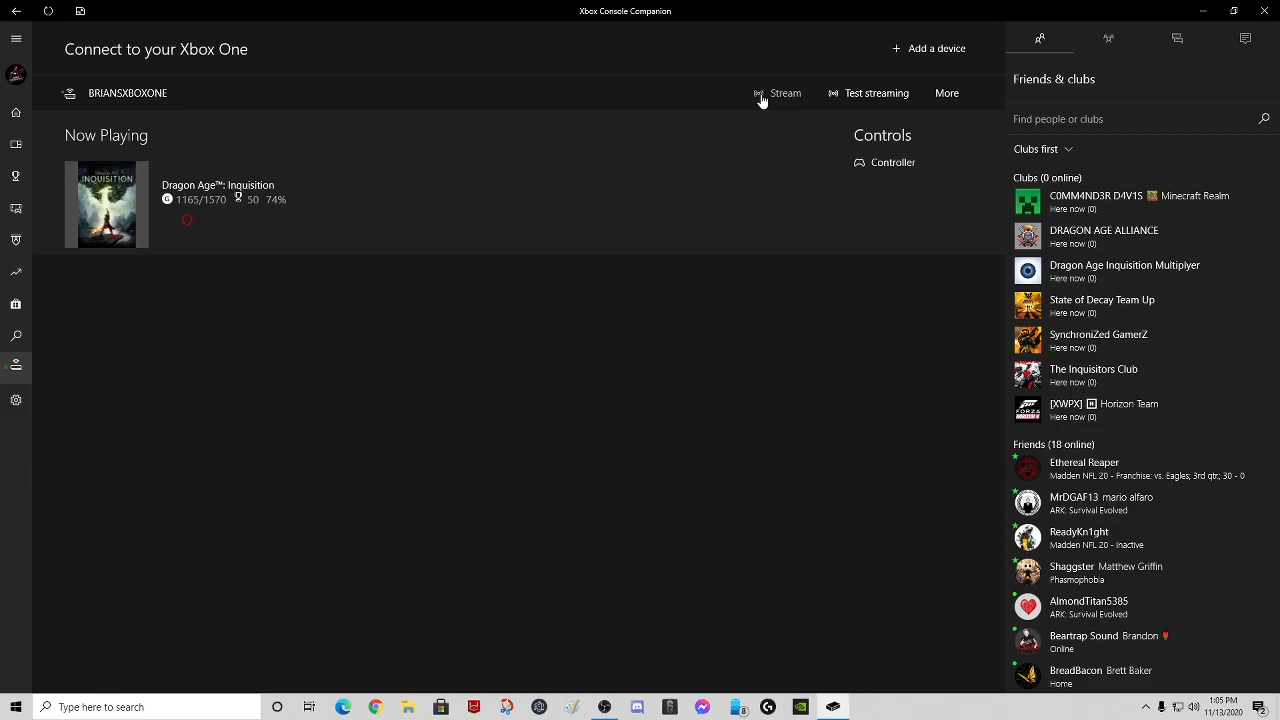 Xbox Console Companion
Connect to your Xbox One
+ Add a device
BRIANSXBOXONE
Stream
Test streaming
More
Now Playing
Controls
Controller
INQUISITION
Dragon Age™: Inquisition
G 1165/1570 50 74%
Friends & clubs
Find people or clubs
Clubs first
Clubs (0 online)
C0MM4ND3R D4V1S Minecraft Realm
Here now (0)
DRAGON AGE ALLIANCE
Here now (0)
Dragon Age Inquisition Multiplyer
Here now (0)
State of Decay Team Up
Here now (0)
SynchroniZed GamerZ
Here now (0)
The Inquisitors Club
Here now (0)
[XWPX] H Horizon Team
Here now (0)
Friends (18 online)
Ethereal Reaper
Madden NFL 20 - Franchise: vs. Eagles; 3rd qtr; 30 - 0
MrDGAF13 mario alfaro
ARK: Survival Evolved
ReadyKn1ght
Madden NFL 20 - Inactive
Shaggster Matthew Griffin
Phasmophobia
AlmondTitan5385
ARK: Survival Evolved
Beartrap Sound Brandon
Online
BreadBacon Brett Baker
Home
Type here to search
8
1:05 PM
11/13/2020
2